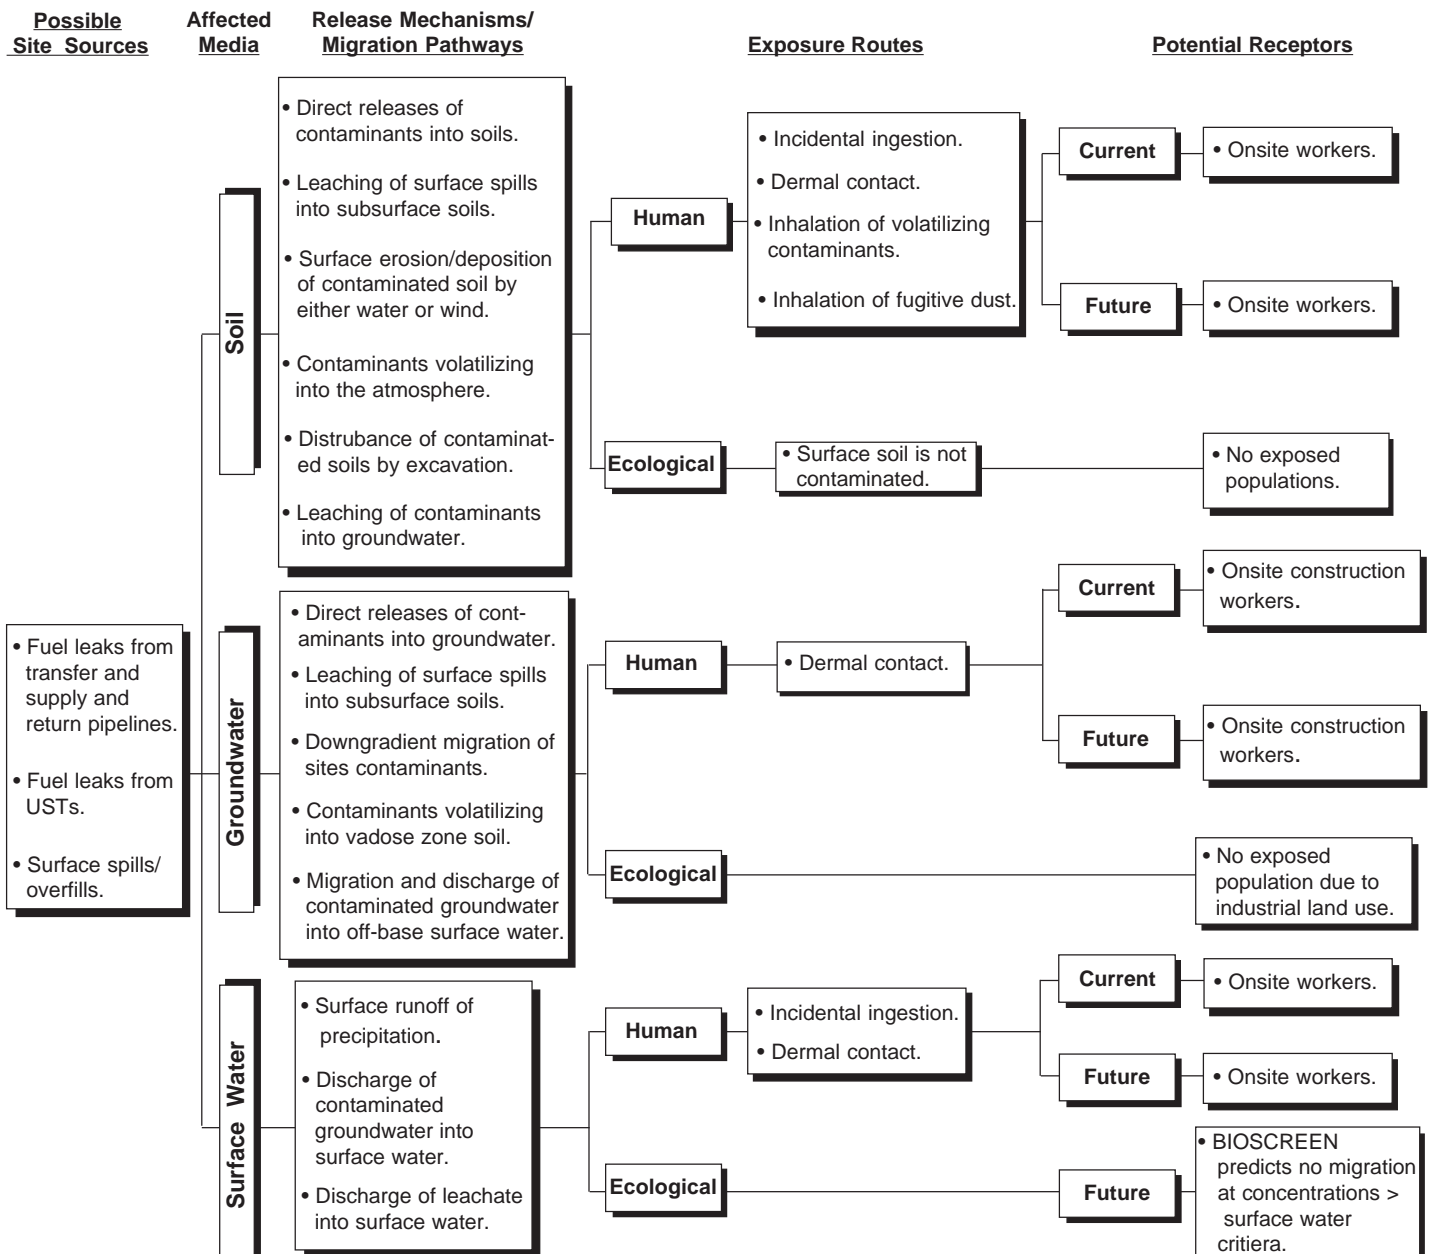 Possible
Site Sources
Affected
Media
Release Mechanisms/
Migration Pathways
Exposure Routes
Potential Receptors
• Fuel leaks from
transfer and
supply and
return pipelines.
• Fuel leaks from
USTs.
• Surface spills/
overfills.
Soil
• Direct releases of
contaminants into soils.
• Leaching of surface spills
into subsurface soils.
• Surface erosion/deposition
of contaminated soil by
either water or wind.
• Contaminants volatilizing
into the atmosphere.
• Distrubance of contaminat-
ed soils by excavation.
• Leaching of contaminants
into groundwater.
Human
• Incidental ingestion.
• Dermal contact.
• Inhalation of volatilizing
contaminants.
• Inhalation of fugitive dust.
Current
• Onsite workers.
Future
• Onsite workers.
Ecological
• Surface soil is not
contaminated.
• No exposed
populations.
Groundwater
• Direct releases of cont-
aminants into groundwater.
• Leaching of surface spills
into subsurface soils.
• Downgradient migration of
sites contaminants.
• Contaminants volatilizing
into vadose zone soil.
• Migration and discharge of
contaminated groundwater
into off-base surface water.
Human
• Dermal contact.
Current
• Onsite construction
workers.
Future
• Onsite construction
workers.
Ecological
• No exposed
population due to
industrial land use.
Surface Water
• Surface runoff of
precipitation.
• Discharge of
contaminated
groundwater into
surface water.
• Discharge of leachate
into surface water.
Human
• Incidental ingestion.
• Dermal contact.
Current
• Onsite workers.
Future
• Onsite workers.
Ecological
Future
• BIOSCREEN
predicts no migration
at concentrations >
surface water
critiera.